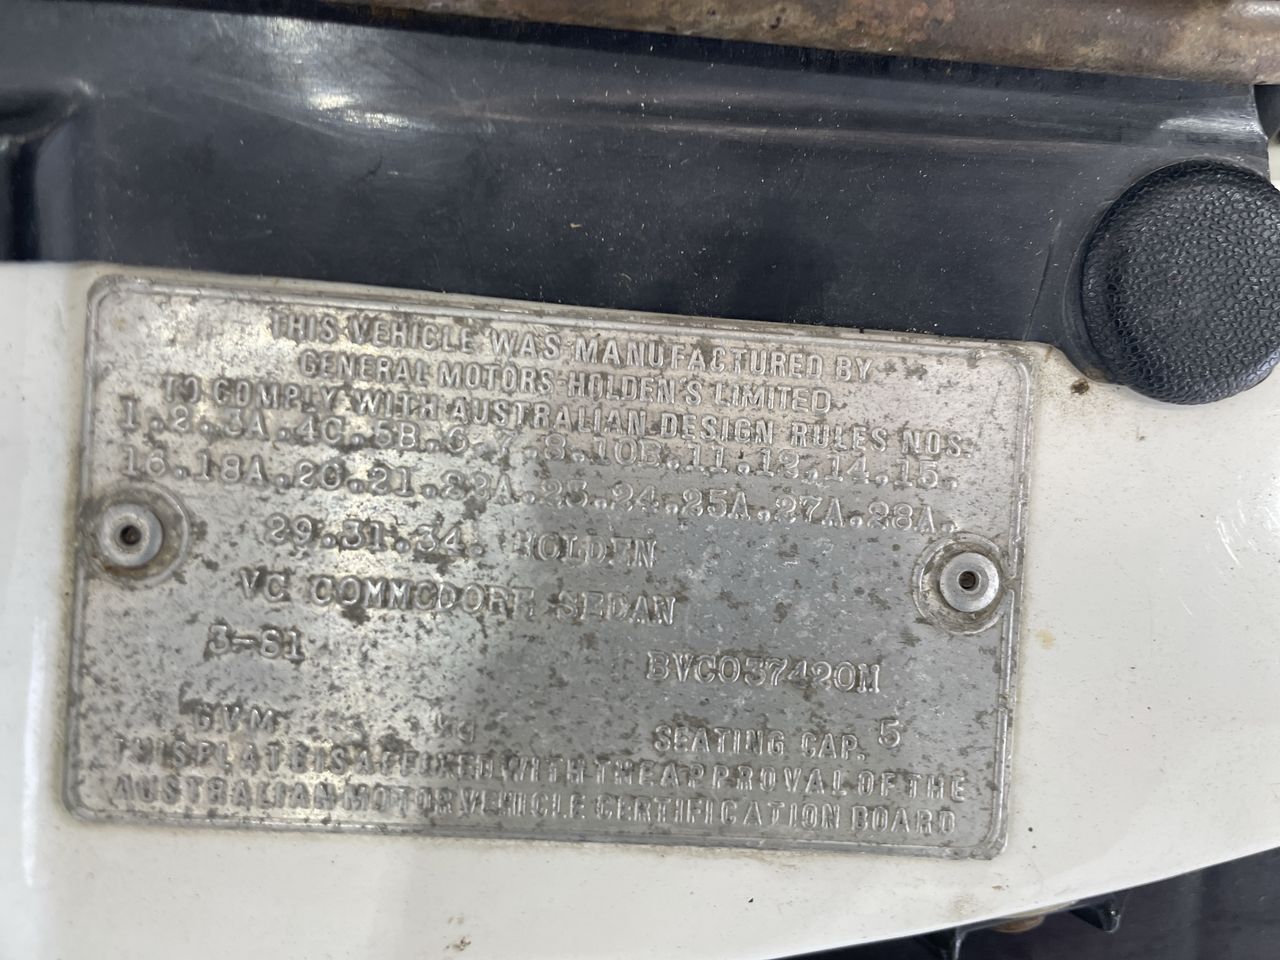 THIS VEHICLE WAS MANUFACTURED BY
GENERAL MOTORS-HOLDEN'S LIMITED
TO COMPLY WITH AUSTRALIAN DESIGN RULES NOS.
1.2.3A.4C.5B.6.7.8.10B.11.12.14.15.
16.18A.20.21.22A.23.24.25A.27A.28A.
29.31.34. HOLDEN
VC COMMODORE SEDAN
3-81
BVC037420M
GVM kg
SEATING CAP. 5
THIS PLATE IS AFFIXED WITH THE APPROVAL OF THE
AUSTRALIAN MOTOR VEHICLE CERTIFICATION BOARD